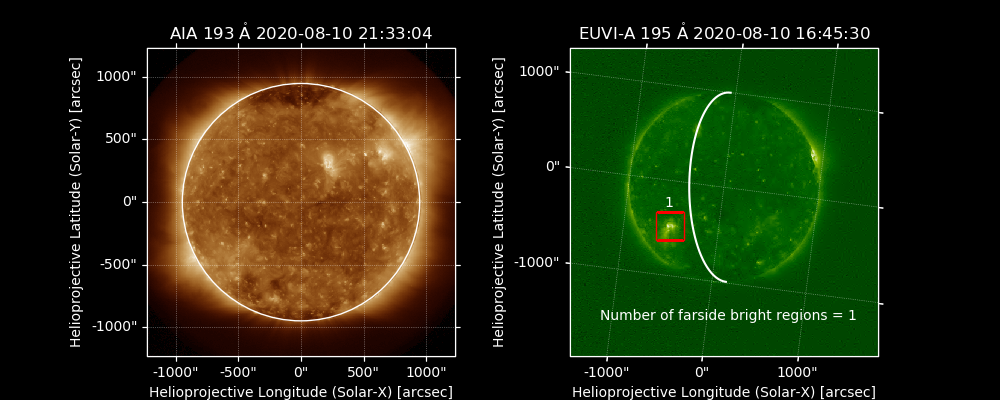 AIA 193 Å 2020-08-10 21:33:04
Helioprojective Latitude (Solar-Y) [arcsec]
1000"
500"
0"
-500"
-1000"
-1000"
-500"
0"
500"
1000"
Helioprojective Longitude (Solar-X) [arcsec]
EUVI-A 195 Å 2020-08-10 16:45:30
Helioprojective Latitude (Solar-Y) [arcsec]
1000"
0"
-1000"
1
Number of farside bright regions = 1
-1000"
0"
1000"
Helioprojective Longitude (Solar-X) [arcsec]